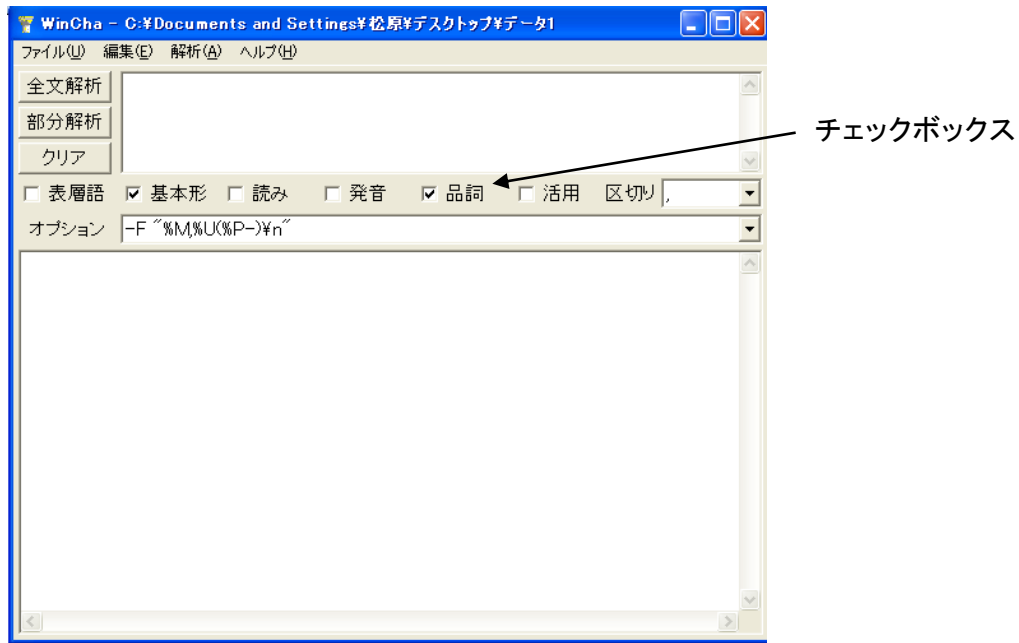 WinCha - C:¥Documents and Settings¥松原¥デスクトップ¥データ1
ファイル(U) 編集(E) 解析(A) ヘルプ(H)
全文解析
部分解析
クリア
チェックボックス
表層語 基本形 読み 発音 品詞 活用 区切り ,
オプション -F "%M,%U(%P-)¥n"